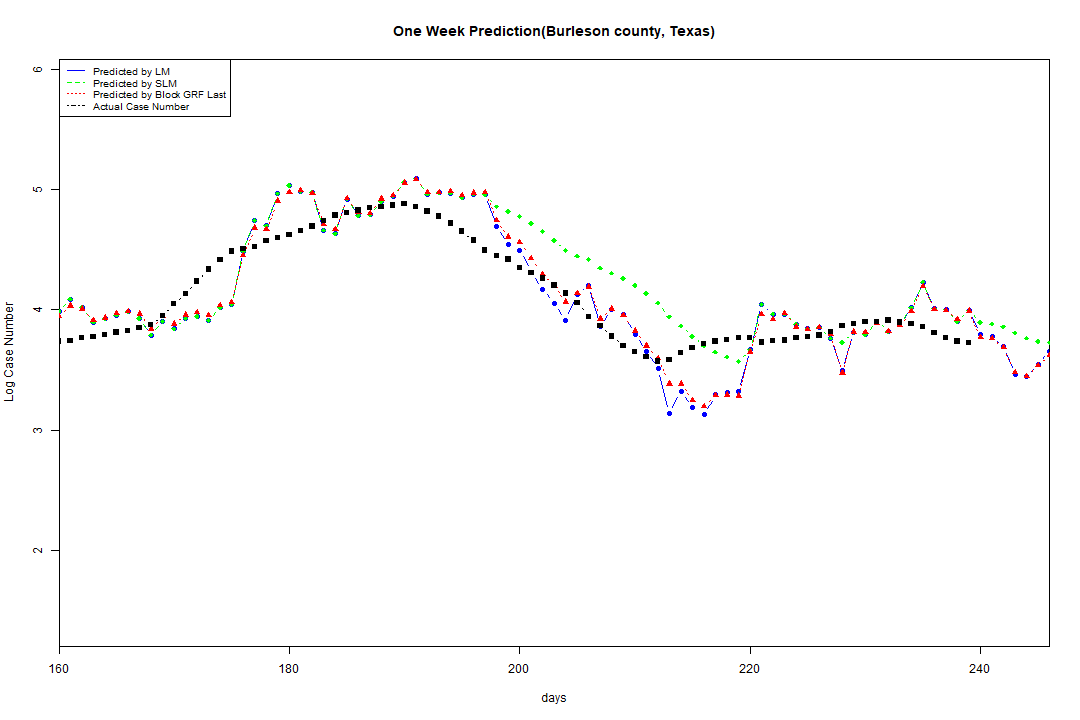 One Week Prediction(Burleson county, Texas)
Predicted by LM
Predicted by SLM
Predicted by Block GRF Last
Actual Case Number
6
5
4
3
2
Log Case Number
160
180
200
220
240
days